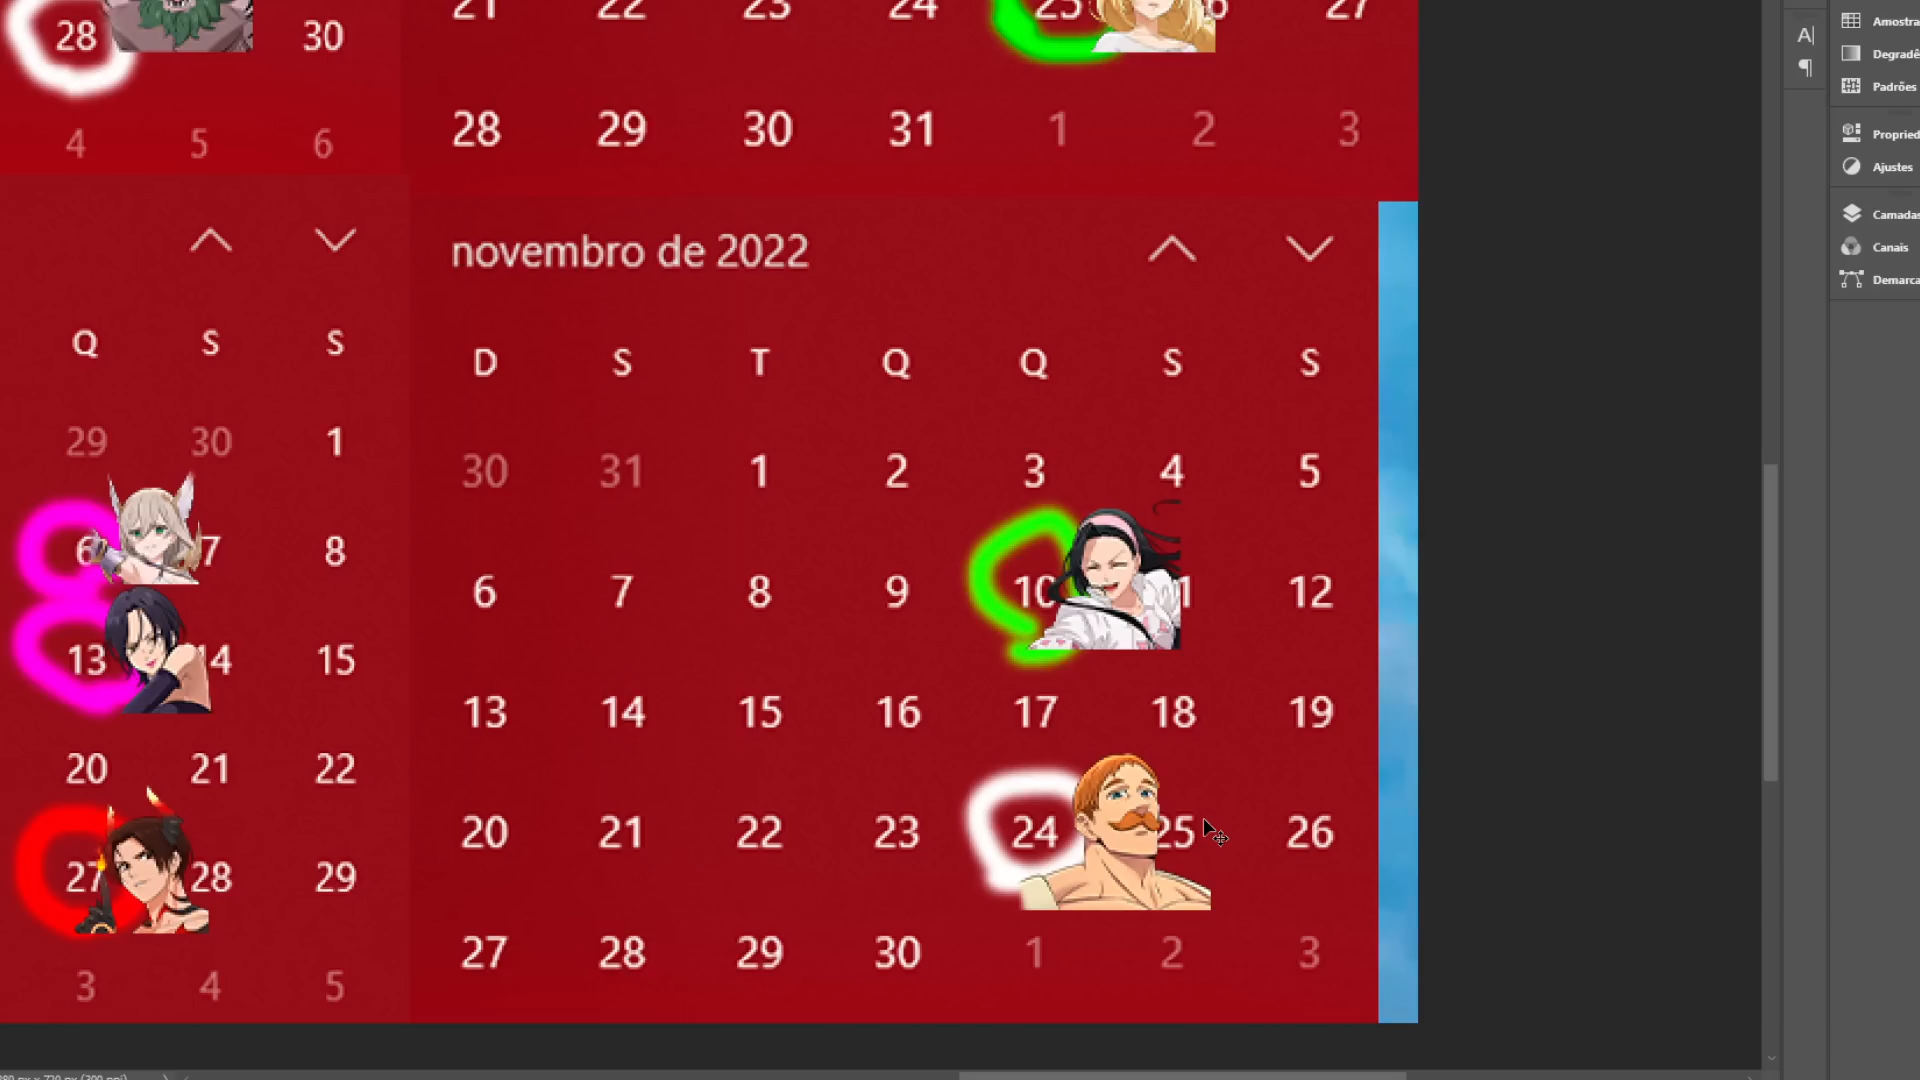 28 30
4 5 6
21 22 23 24 25 27
28 29 30 31 1 2 3
Q S S
29 30 1
6 7 8
13 14 15
20 21 22
27 28 29
3 4 5
novembro de 2022
D S T Q Q S S
30 31 1 2 3 4 5
6 7 8 9 10 12
13 14 15 16 17 18 19
20 21 22 23 24 25 26
27 28 29 30 1 2 3
A
¶
Amostra
Degradê
Padrões
Propried
Ajustes
Camadas
Canais
Demarca